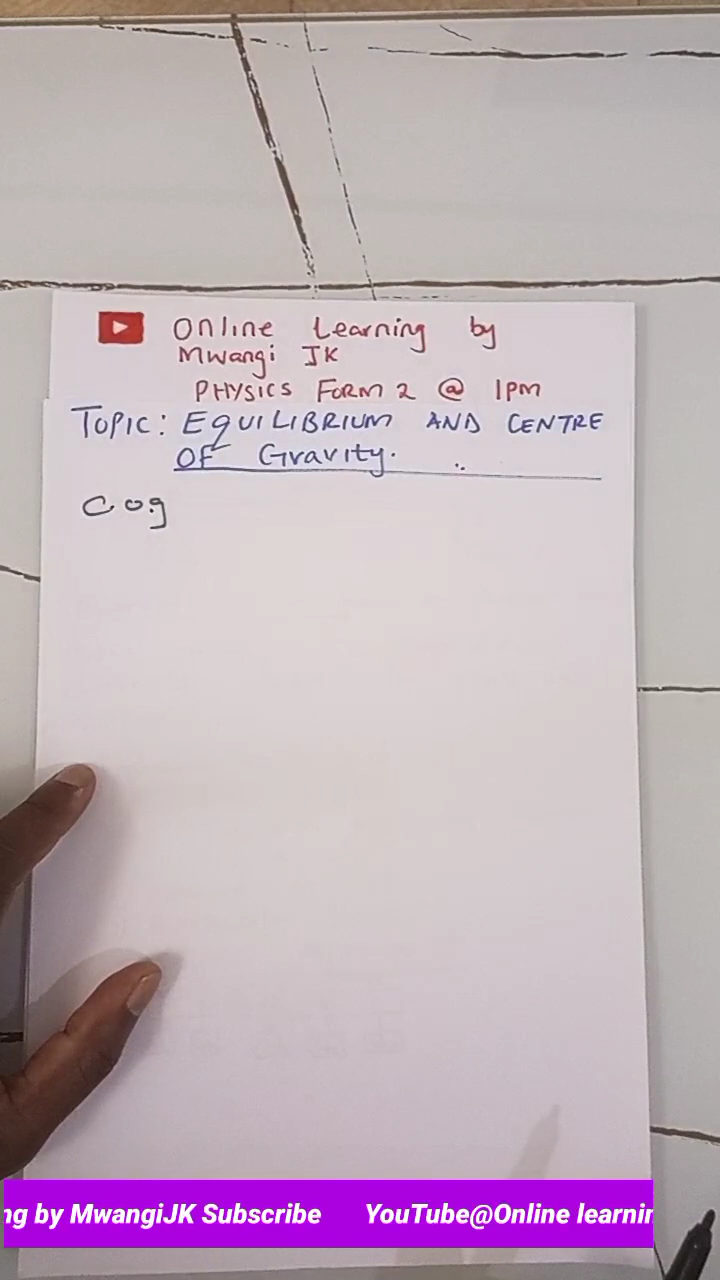 Online Learning by
Mwangi JK
PHYSICS FORM 2 @ 1PM
TOPIC: EQUILIBRIUM AND CENTRE
OF Gravity.
cog
ng by MwangiJK Subscribe YouTube@Online learnin